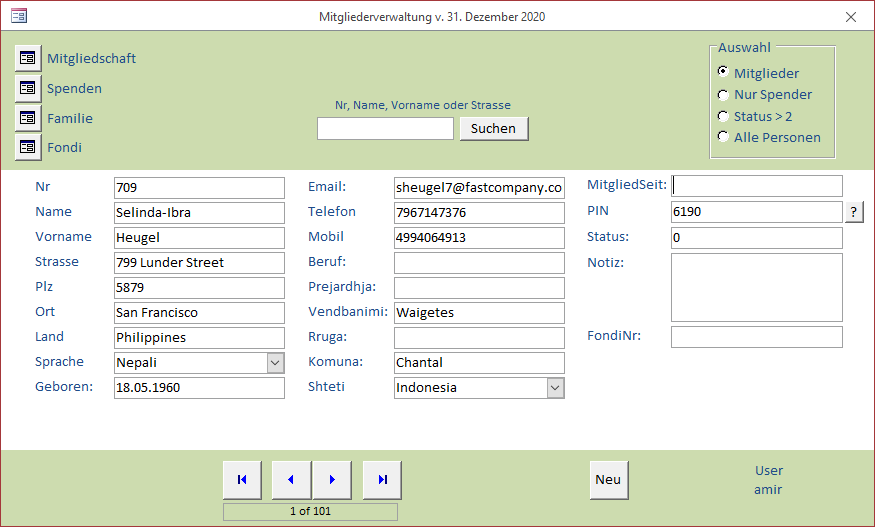 Mitgliederverwaltung v. 31. Dezember 2020
Mitgliedschaft
Spenden
Familie
Fondi
Nr, Name, Vorname oder Strasse
Suchen
Auswahl
Mitglieder
Nur Spender
Status > 2
Alle Personen
Nr 709
Name Selinda-Ibra
Vorname Heugel
Strasse 799 Lunder Street
Plz 5879
Ort San Francisco
Land Philippines
Sprache Nepali
Geboren: 18.05.1960
Email: sheugel7@fastcompany.co
Telefon 7967147376
Mobil 4994064913
Beruf:
Prejardhja:
Vendbanimi: Waigetes
Rruga:
Komuna: Chantal
Shteti Indonesia
MitgliedSeit:
PIN 6190 ?
Status: 0
Notiz:
FondiNr:
1 of 101
Neu
User
amir